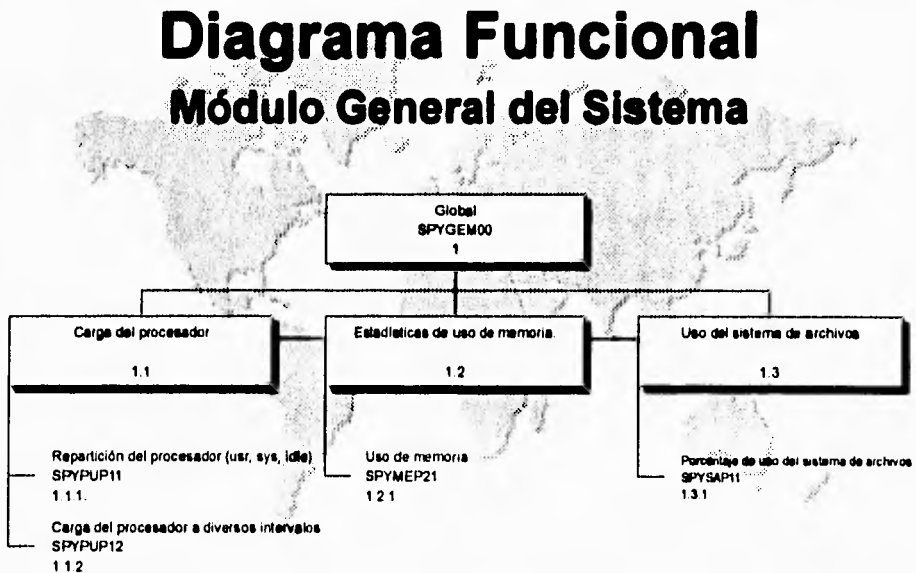 Diagrama Funcional
Módulo General del Sistema
Global
SPYGEM00
1
Carga del procesador
1.1
Estadísticas de uso de memoria.
1.2
Uso del sistema de archivos
1.3
Repartición del procesador (usr, sys, idle)
SPYPUP11
1.1.1.
Carga del procesador a diversos intervalos
SPYPUP12
1.1.2
Uso de memoria
SPYMEP21
1.2.1
Porcentaje de uso del sistema de archivos
SPYSAP11
1.3.1